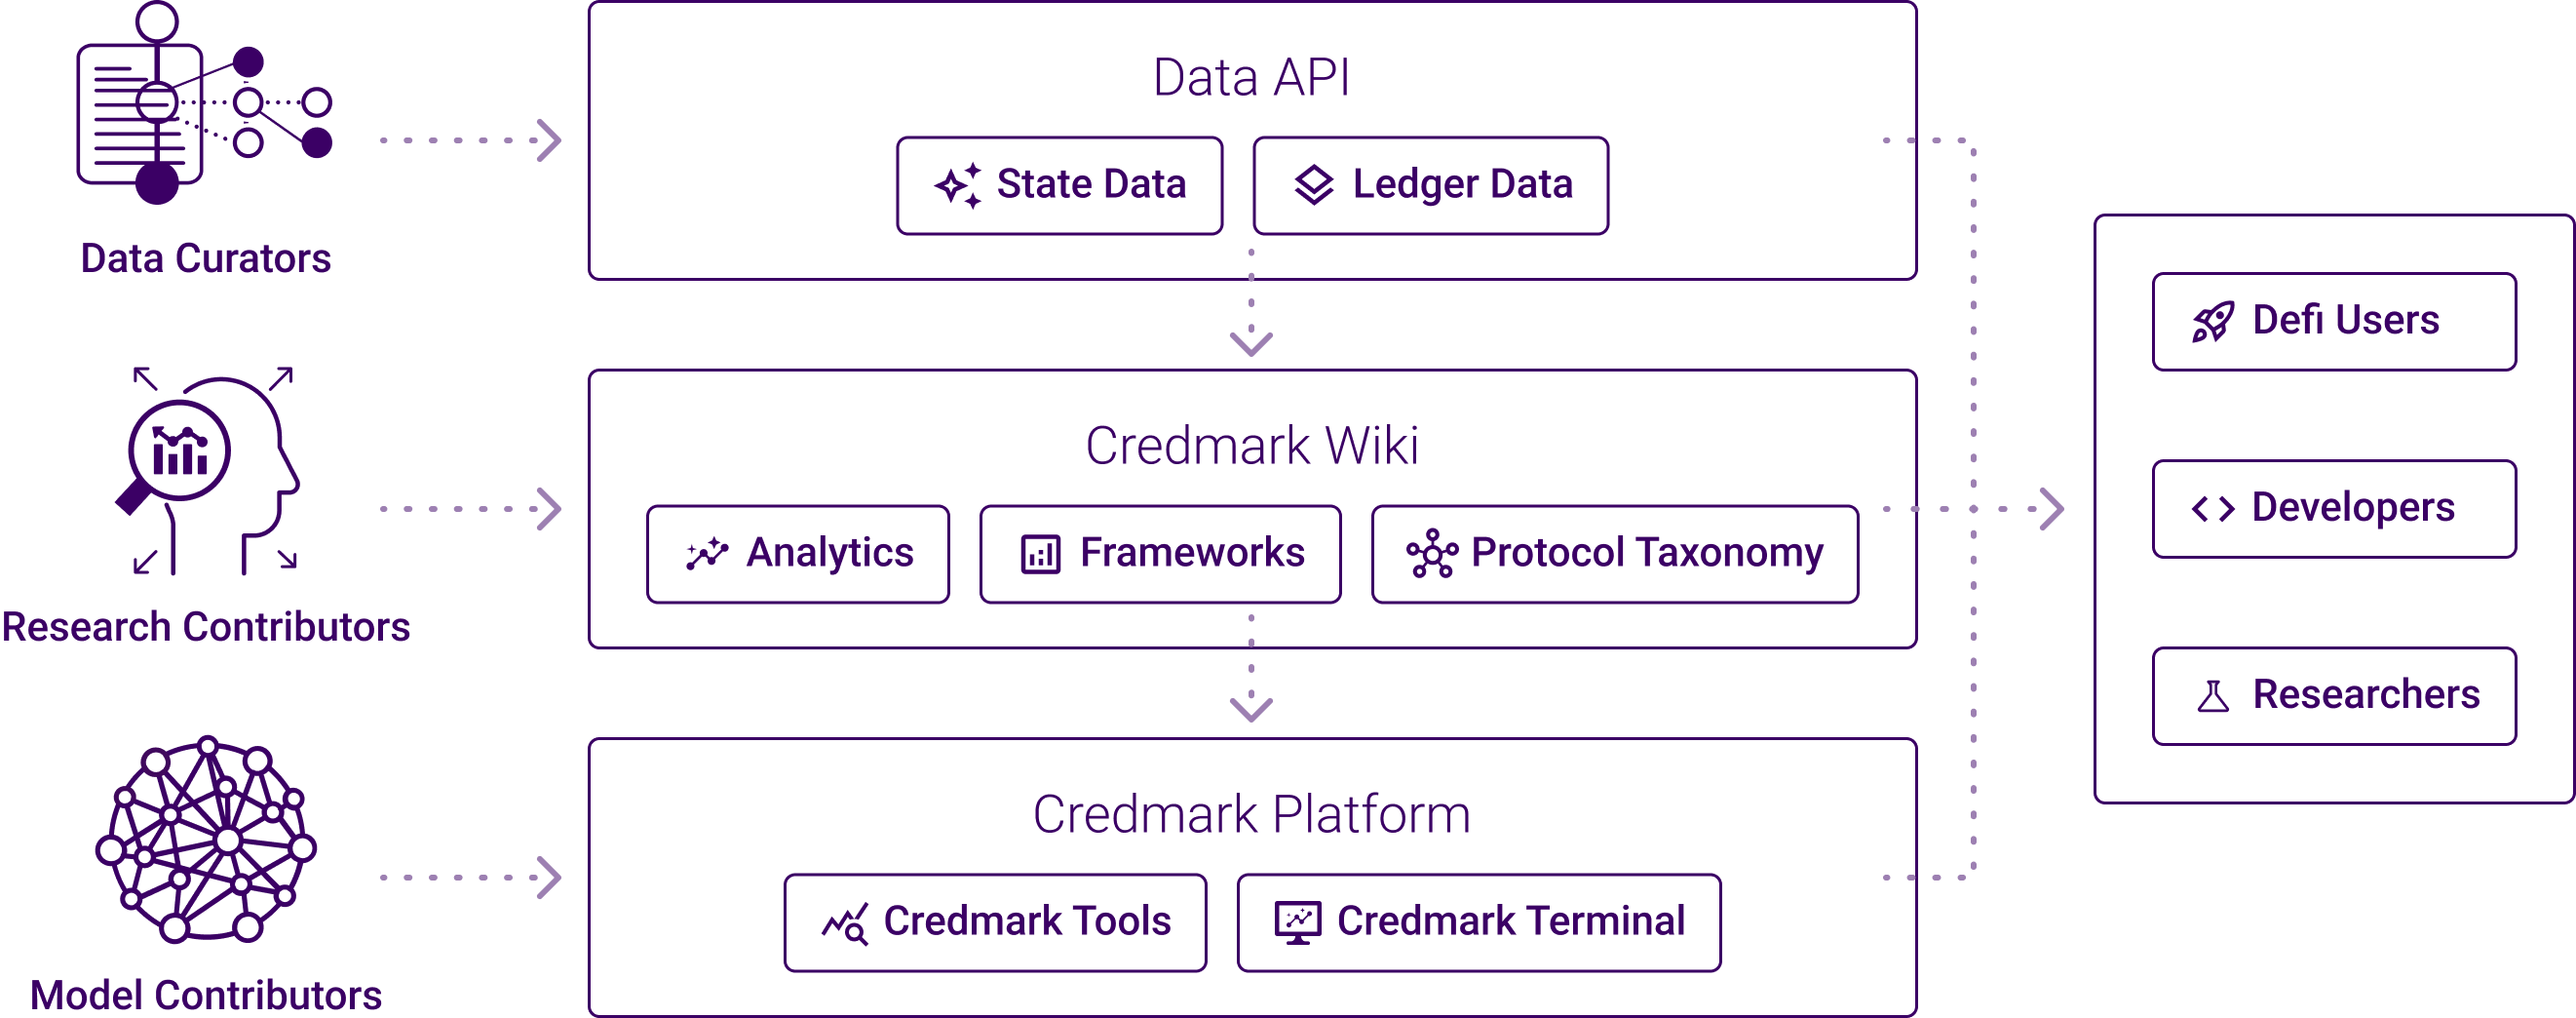 Data Curators
Data API
State Data
Ledger Data
Research Contributors
Credmark Wiki
Analytics
Frameworks
Protocol Taxonomy
Model Contributors
Credmark Platform
Credmark Tools
Credmark Terminal
Defi Users
Developers
Researchers